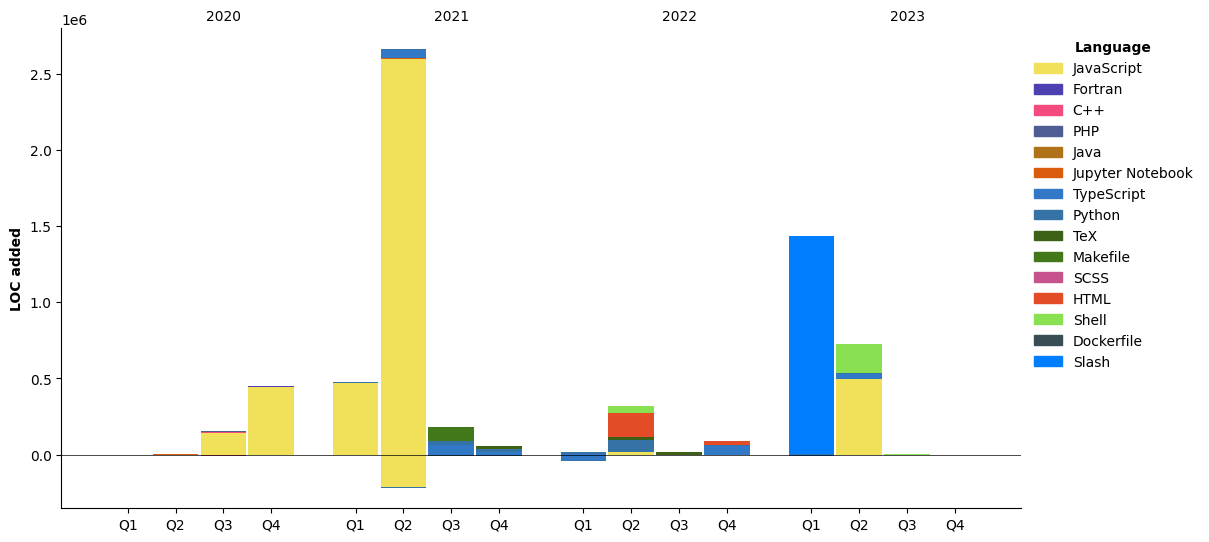 1e6
2020 2021 2022 2023
LOC added
2.5
2.0
1.5
1.0
0.5
0.0
Q1 Q2 Q3 Q4 Q1 Q2 Q3 Q4 Q1 Q2 Q3 Q4 Q1 Q2 Q3 Q4
Language
JavaScript
Fortran
C++
PHP
Java
Jupyter Notebook
TypeScript
Python
TeX
Makefile
SCSS
HTML
Shell
Dockerfile
Slash